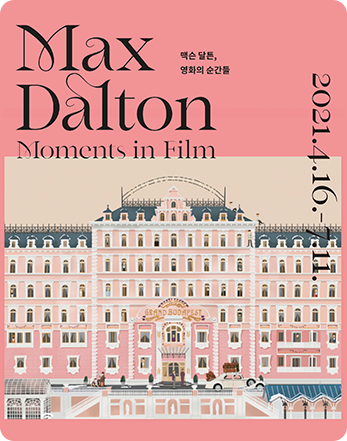 Max
Dalton
Moments in Film
맥스 달튼,
영화의 순간들
2021.4.16.-7.11.
GRAND BUDAPEST